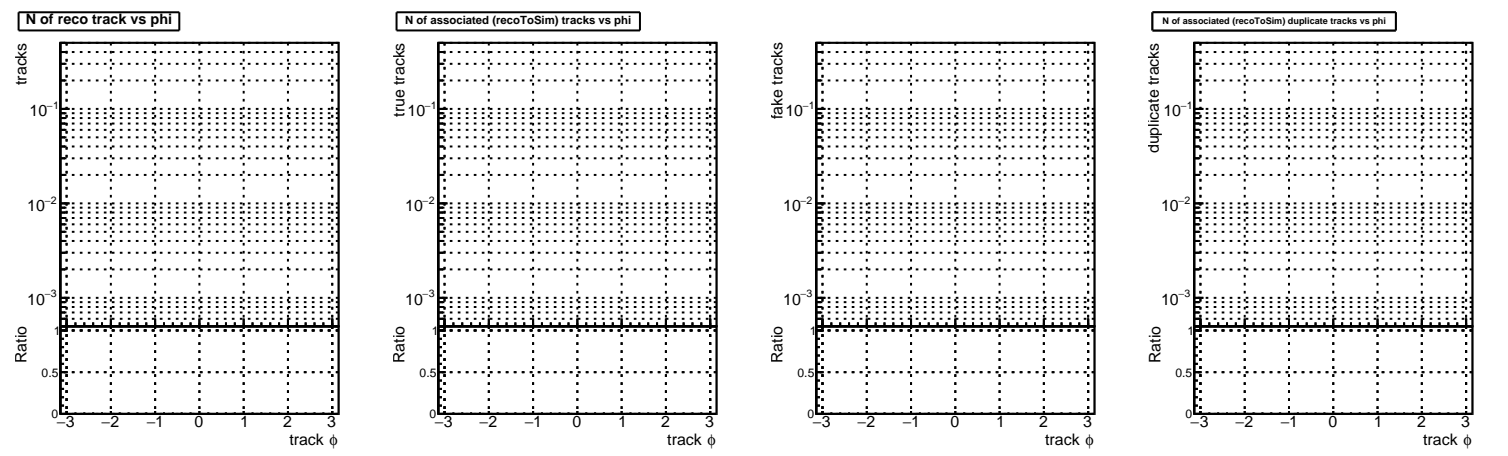 N of reco track vs phi
tracks
10⁻¹
10⁻²
10⁻³
1
Ratio
0.5
0
−3 −2 −1 0 1 2 3
track ϕ
N of associated (recoToSim) tracks vs phi
true tracks
10⁻¹
10⁻²
10⁻³
1
Ratio
0.5
0
−3 −2 −1 0 1 2 3
track ϕ
fake tracks
10⁻¹
10⁻²
10⁻³
1
Ratio
0.5
0
−3 −2 −1 0 1 2 3
track ϕ
N of associated (recoToSim) duplicate tracks vs phi
duplicate tracks
10⁻¹
10⁻²
10⁻³
1
Ratio
0.5
0
−3 −2 −1 0 1 2 3
track ϕ